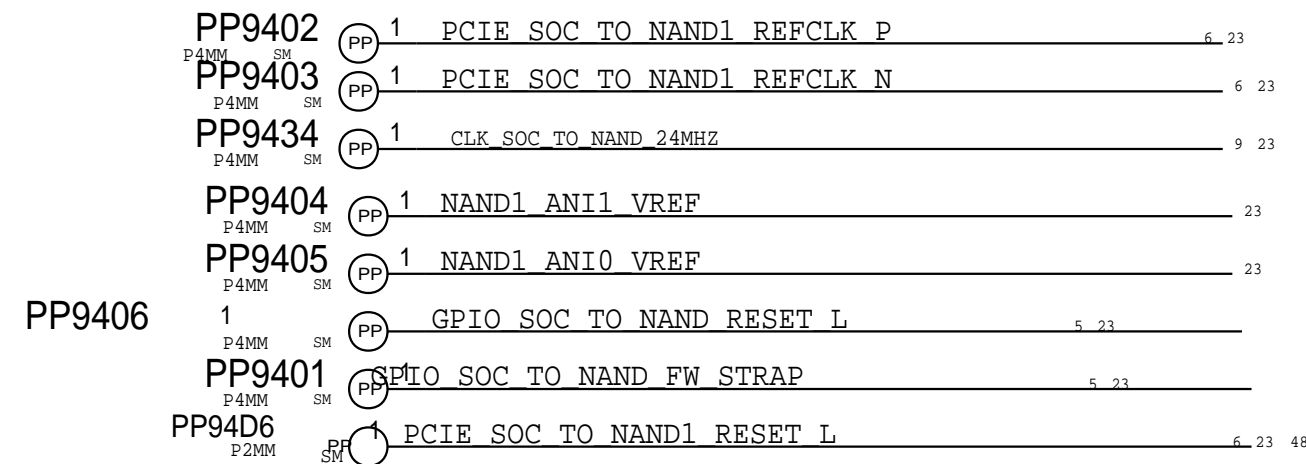 PP9402 PP 1 PCIE_SOC_TO_NAND1_REFCLK_P 6 23
P4MM SM
PP9403 PP 1 PCIE_SOC_TO_NAND1_REFCLK_N 6 23
P4MM SM
PP9434 PP 1 CLK_SOC_TO_NAND_24MHZ 9 23
P4MM SM
PP9404 PP 1 NAND1_ANI1_VREF 23
P4MM SM
PP9405 PP 1 NAND1_ANI0_VREF 23
P4MM SM
PP9406 1 PP GPIO_SOC_TO_NAND_RESET_L 5 23
P4MM SM
PP9401 PP 1 GPIO_SOC_TO_NAND_FW_STRAP 5 23
P4MM SM
PP94D6 PP 1 PCIE_SOC_TO_NAND1_RESET_L 6 23 48
P2MM SM